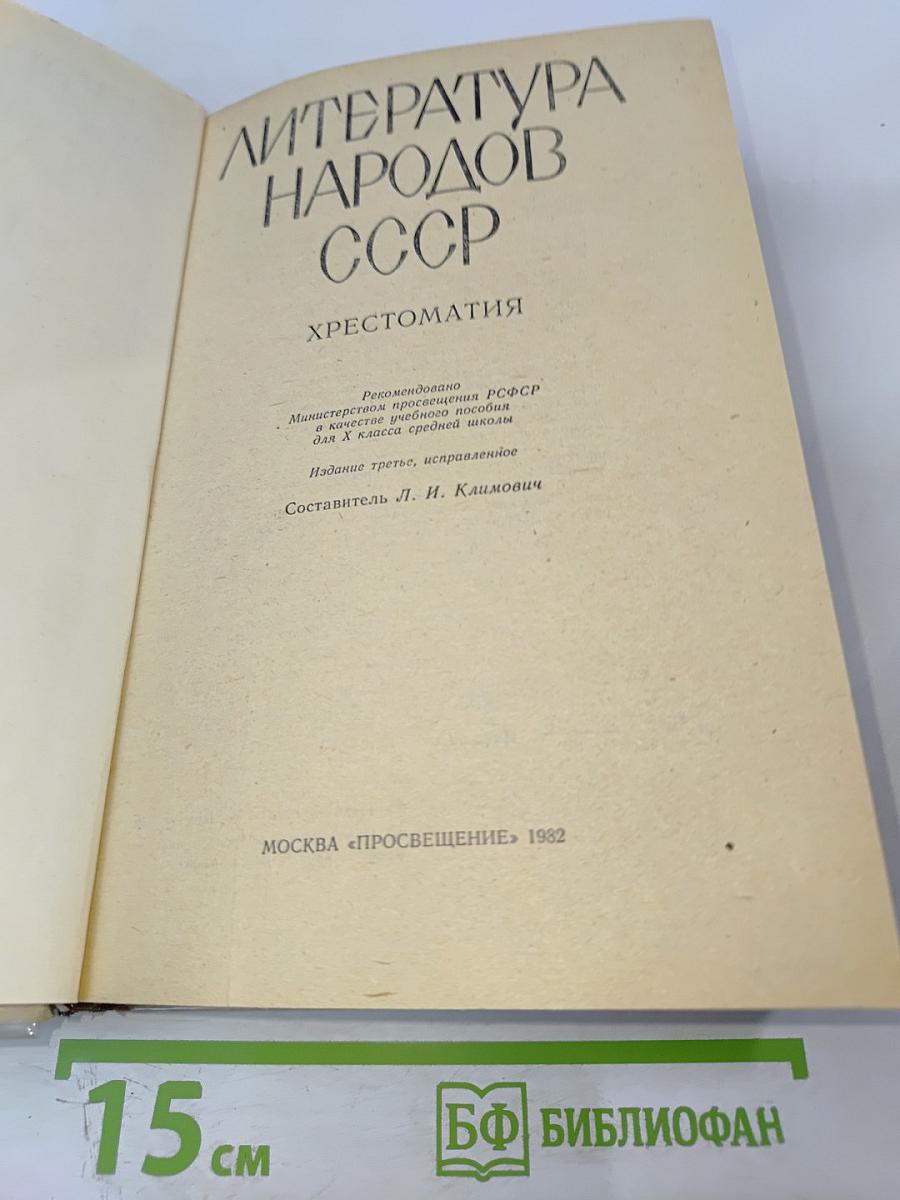 ЛИТЕРАТУРА
НАРОДОВ
СССР
ХРЕСТОМАТИЯ
Рекомендовано
Министерством просвещения РСФСР
в качестве учебного пособия
для X класса средней школы
Издание третье, исправленное
Составитель Л. И. Климович
МОСКВА «ПРОСВЕЩЕНИЕ» 1982
15 см
БФ БИБЛИОФАН